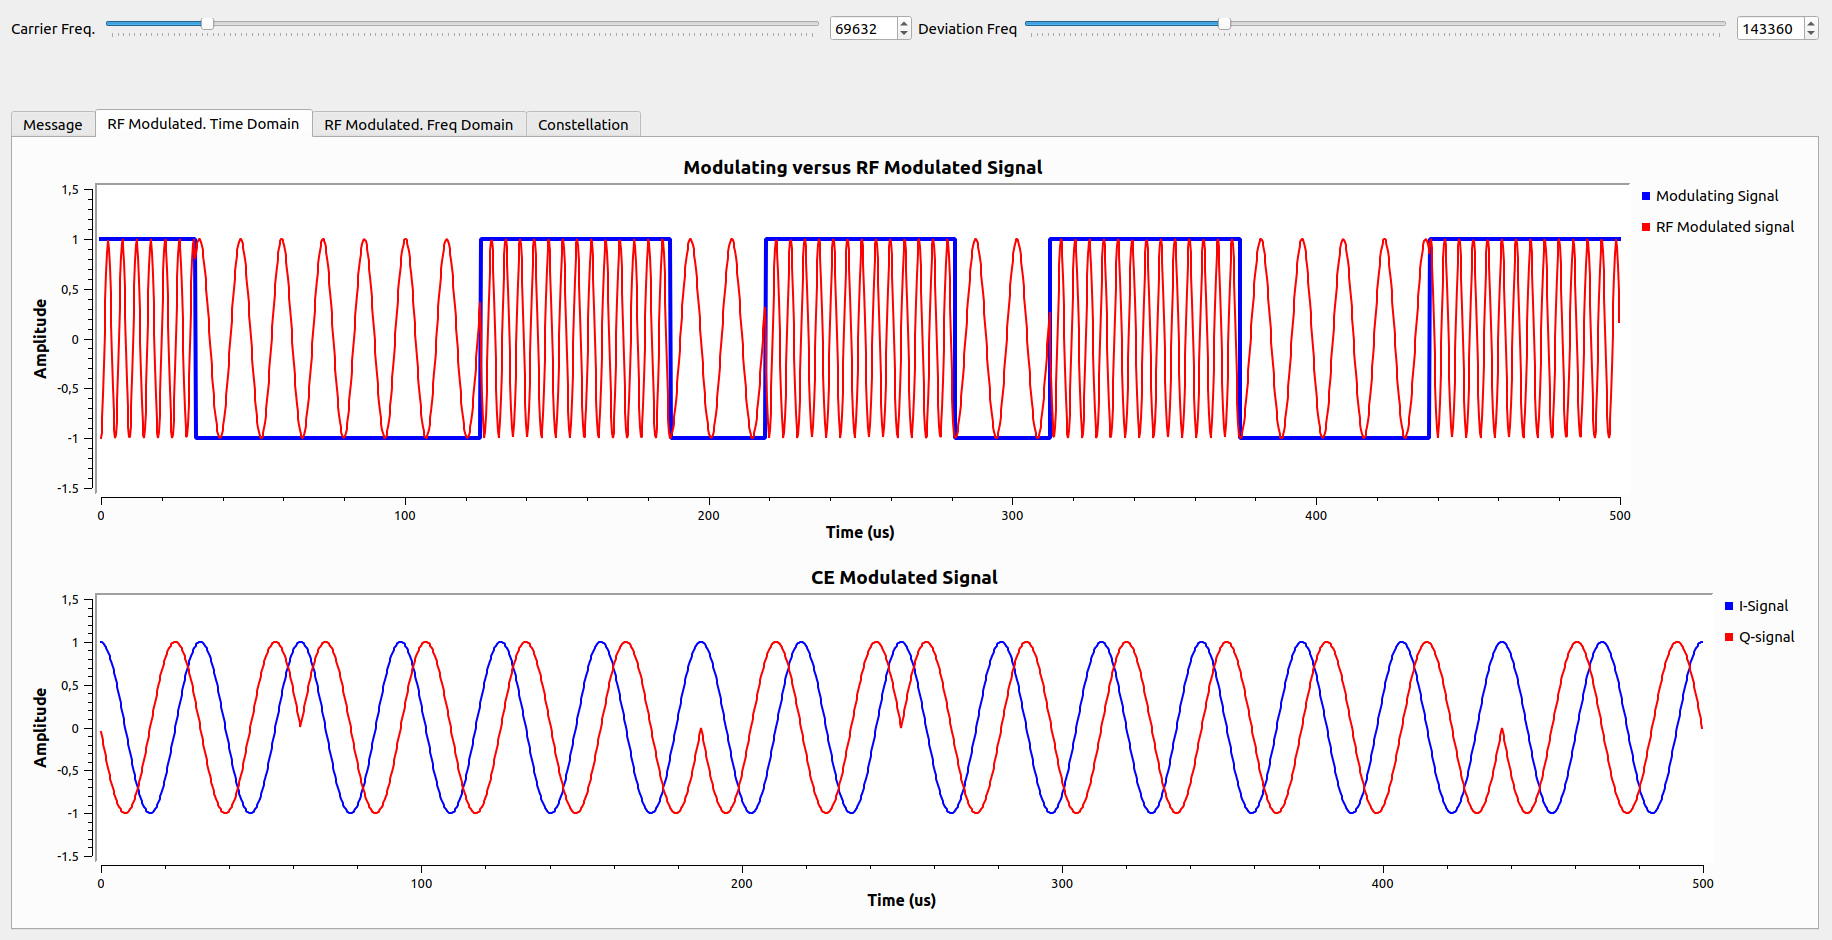 Carrier Freq. 69632 Deviation Freq 143360
Message RF Modulated. Time Domain RF Modulated. Freq Domain Constellation
Modulating versus RF Modulated Signal
1,5
1
0,5
0
-0,5
-1
-1.5
Amplitude
Modulating Signal
RF Modulated signal
0 100 200 300 400 500
Time (us)
CE Modulated Signal
1,5
1
0,5
0
-0,5
-1
-1.5
Amplitude
I-Signal
Q-signal
0 100 200 300 400 500
Time (us)